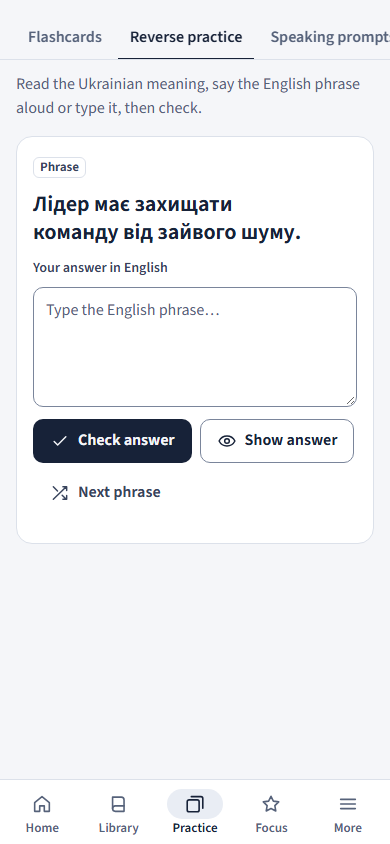 Flashcards Reverse practice Speaking prompts
Read the Ukrainian meaning, say the English phrase
aloud or type it, then check.
Phrase
Лідер має захищати
команду від зайвого шуму.
Your answer in English
Type the English phrase…
Check answer Show answer
Next phrase
Home Library Practice Focus More